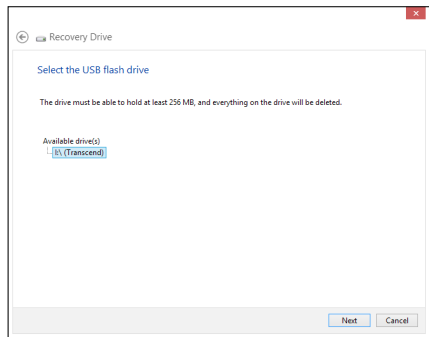 Recovery Drive
Select the USB flash drive
The drive must be able to hold at least 256 MB, and everything on the drive will be deleted.
Available drive(s)
I:\ (Transcend)
Next Cancel